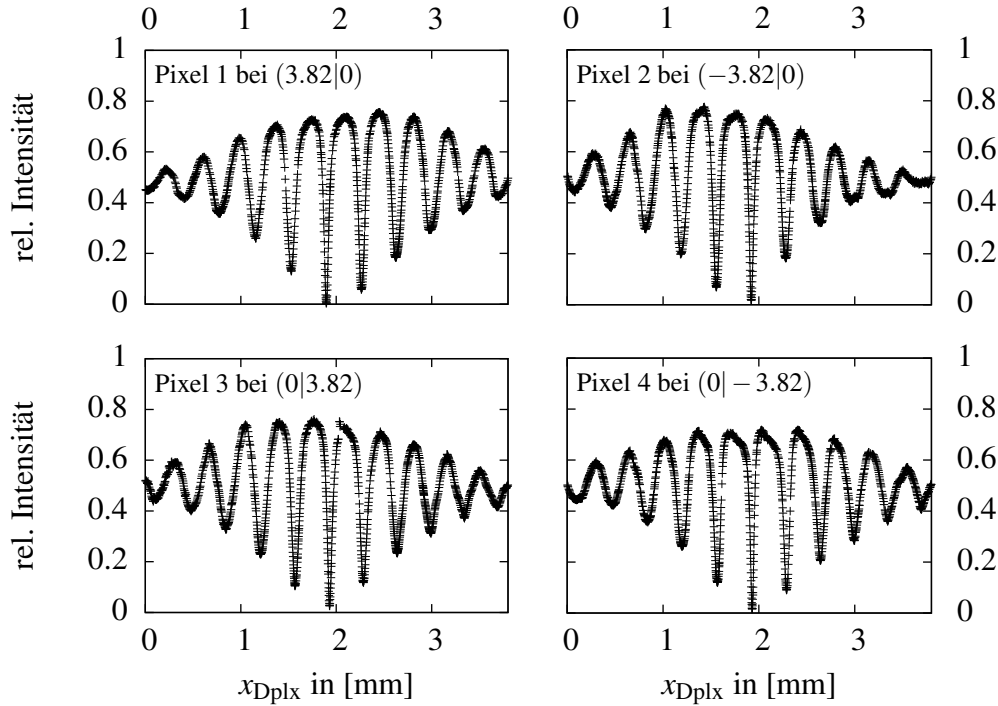 0 1 2 3 0 1 2 3
1 1
Pixel 1 bei (3.82|0) Pixel 2 bei (−3.82|0)
0.8 0.8
0.6 0.6
rel. Intensität
0.4 0.4
0.2 0.2
0 0
1 1
Pixel 3 bei (0|3.82) Pixel 4 bei (0| − 3.82)
0.8 0.8
0.6 0.6
rel. Intensität
0.4 0.4
0.2 0.2
0 0
0 1 2 3 0 1 2 3
x_Dplx in [mm] x_Dplx in [mm]